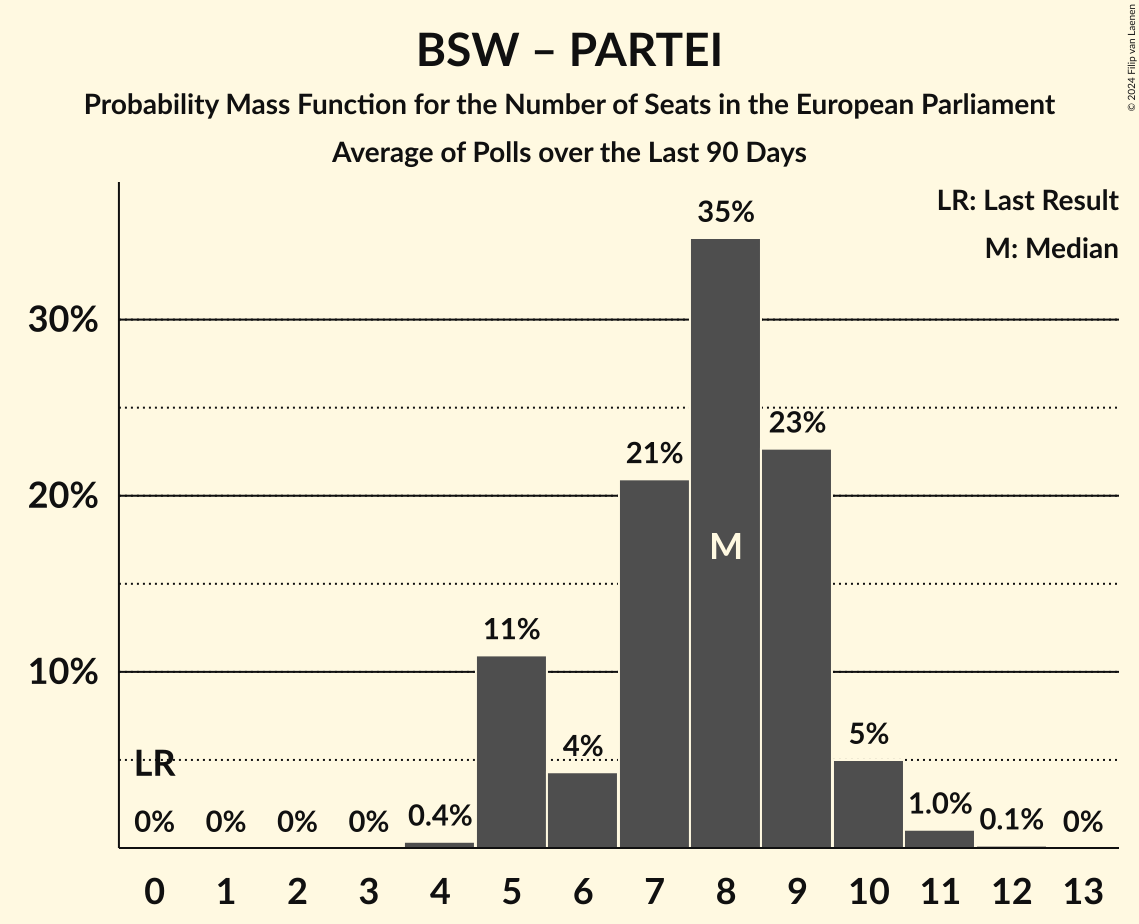 BSW – PARTEI
Probability Mass Function for the Number of Seats in the European Parliament
Average of Polls over the Last 90 Days
© 2024 Filip van Laenen
LR: Last Result
M: Median
35%
30%
23%
21%
20%
M
11%
10%
5%
4%
LR
0%
0%
0%
0%
0.4%
1.0%
0.1%
0%
0 1 2 3 4 5 6 7 8 9 10 11 12 13